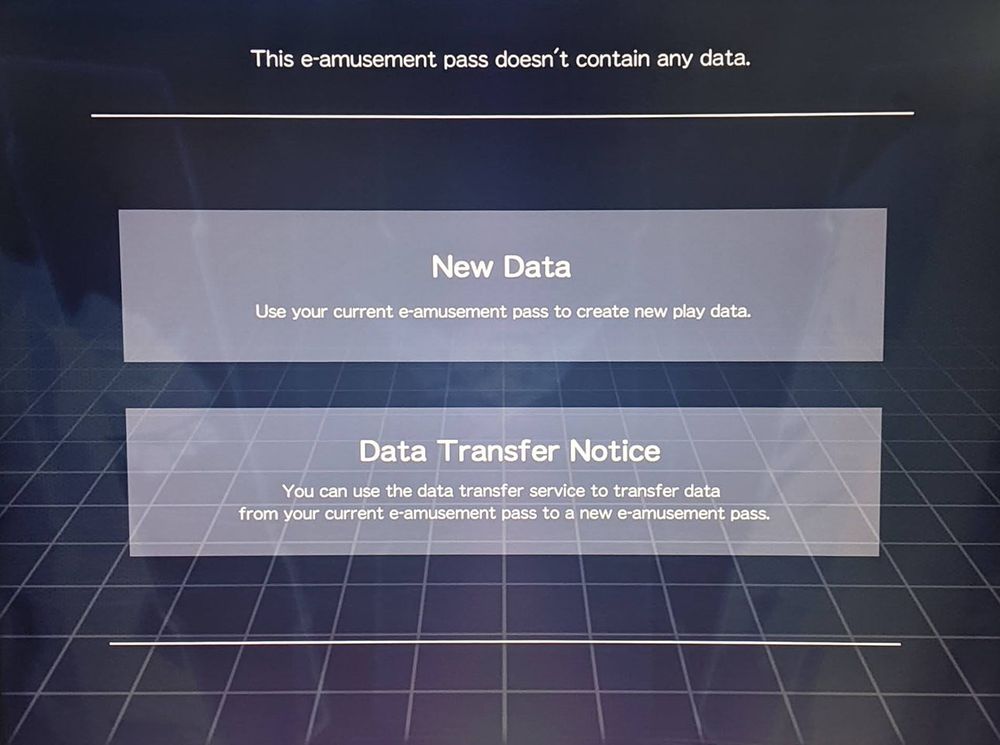 This e-amusement pass doesn't contain any data.
New Data
Use your current e-amusement pass to create new play data.
Data Transfer Notice
You can use the data transfer service to transfer data
from your current e-amusement pass to a new e-amusement pass.